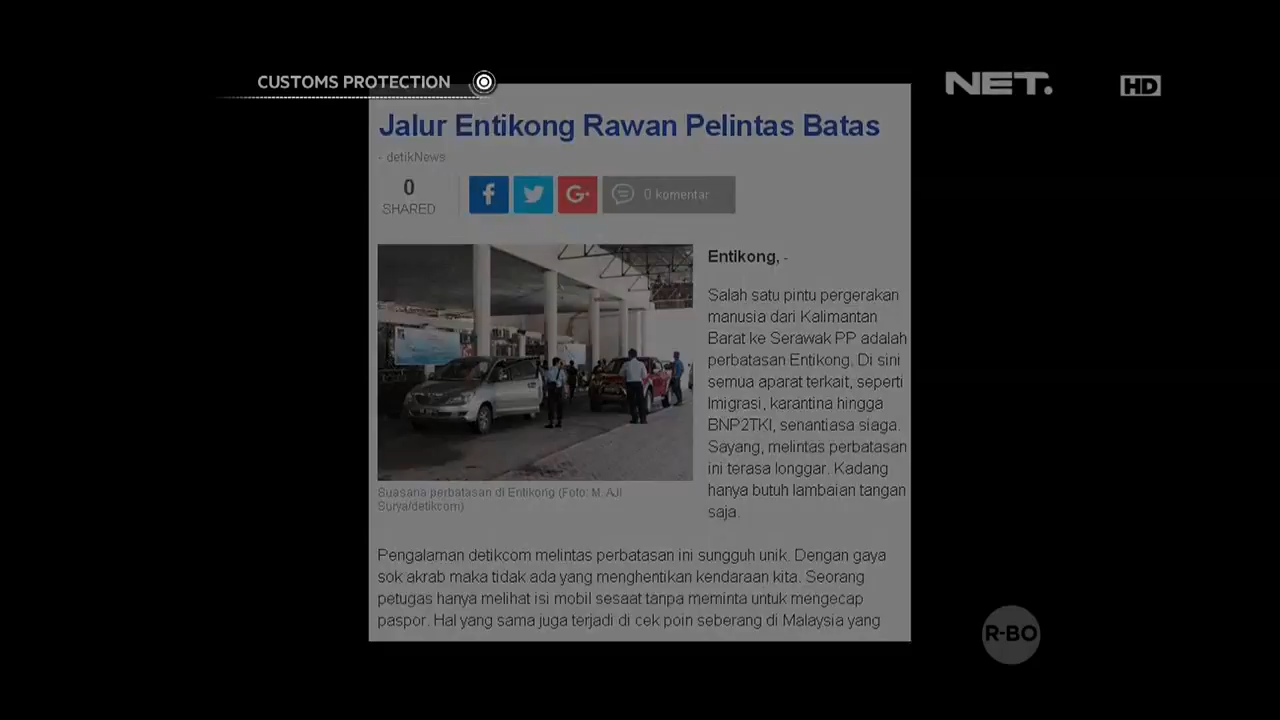 CUSTOMS PROTECTION
NET.
HD
Jalur Entikong Rawan Pelintas Batas
- detikNews
0
SHARED
f
G+
0 komentar
Entikong, -
Salah satu pintu pergerakan
manusia dari Kalimantan
Barat ke Serawak PP adalah
perbatasan Entikong. Di sini
semua aparat terkait, seperti
Imigrasi, karantina hingga
BNP2TKI, senantiasa siaga.
Sayang, melintas perbatasan
ini terasa longgar. Kadang
hanya butuh lambaian tangan
saja.
Suasana perbatasan di Entikong (Foto: M. Aji
Surya/detikcom)
Pengalaman detikcom melintas perbatasan ini sungguh unik. Dengan gaya
sok akrab maka tidak ada yang menghentikan kendaraan kita. Seorang
petugas hanya melihat isi mobil sesaat tanpa meminta untuk mengecap
paspor. Hal yang sama juga terjadi di cek poin seberang di Malaysia yang
R-BO